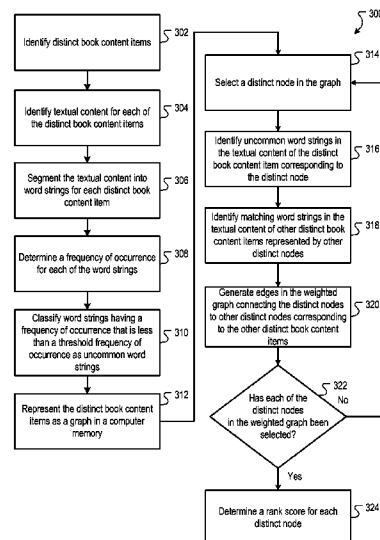 300
Identify distinct book content items
302
Identify textual content for each of
the distinct book content items
304
Segment the textual content into
word strings for each distinct book
content item
306
Determine a frequency of occurrence
for each of the word strings
308
Classify word strings having a
frequency of occurrence that is less
than a threshold frequency of
occurrence as uncommon word
strings
310
Represent the distinct book content
items as a graph in a computer
memory
312
Select a distinct node in the graph
314
Identify uncommon word strings in
the textual content of the distinct
book content item corresponding to
the distinct node
316
Identify matching word strings in the
textual content of other distinct book
content items represented by other
distinct nodes
318
Generate edges in the weighted
graph connecting the distinct nodes
to other distinct nodes corresponding
to the other distinct book content
items
320
Has each of the
distinct nodes
in the weighted graph been
selected?
322
No
Yes
Determine a rank score for each
distinct node
324